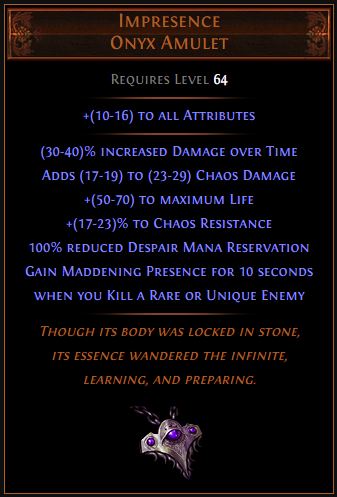 Impresence
Onyx Amulet
Requires Level 64
+(10-16) to all Attributes
(30-40)% increased Damage over Time
Adds (17-19) to (23-29) Chaos Damage
+(50-70) to maximum Life
+(17-23)% to Chaos Resistance
100% reduced Despair Mana Reservation
Gain Maddening Presence for 10 seconds
when you Kill a Rare or Unique Enemy
Though its body was locked in stone,
its essence wandered the infinite,
learning, and preparing.